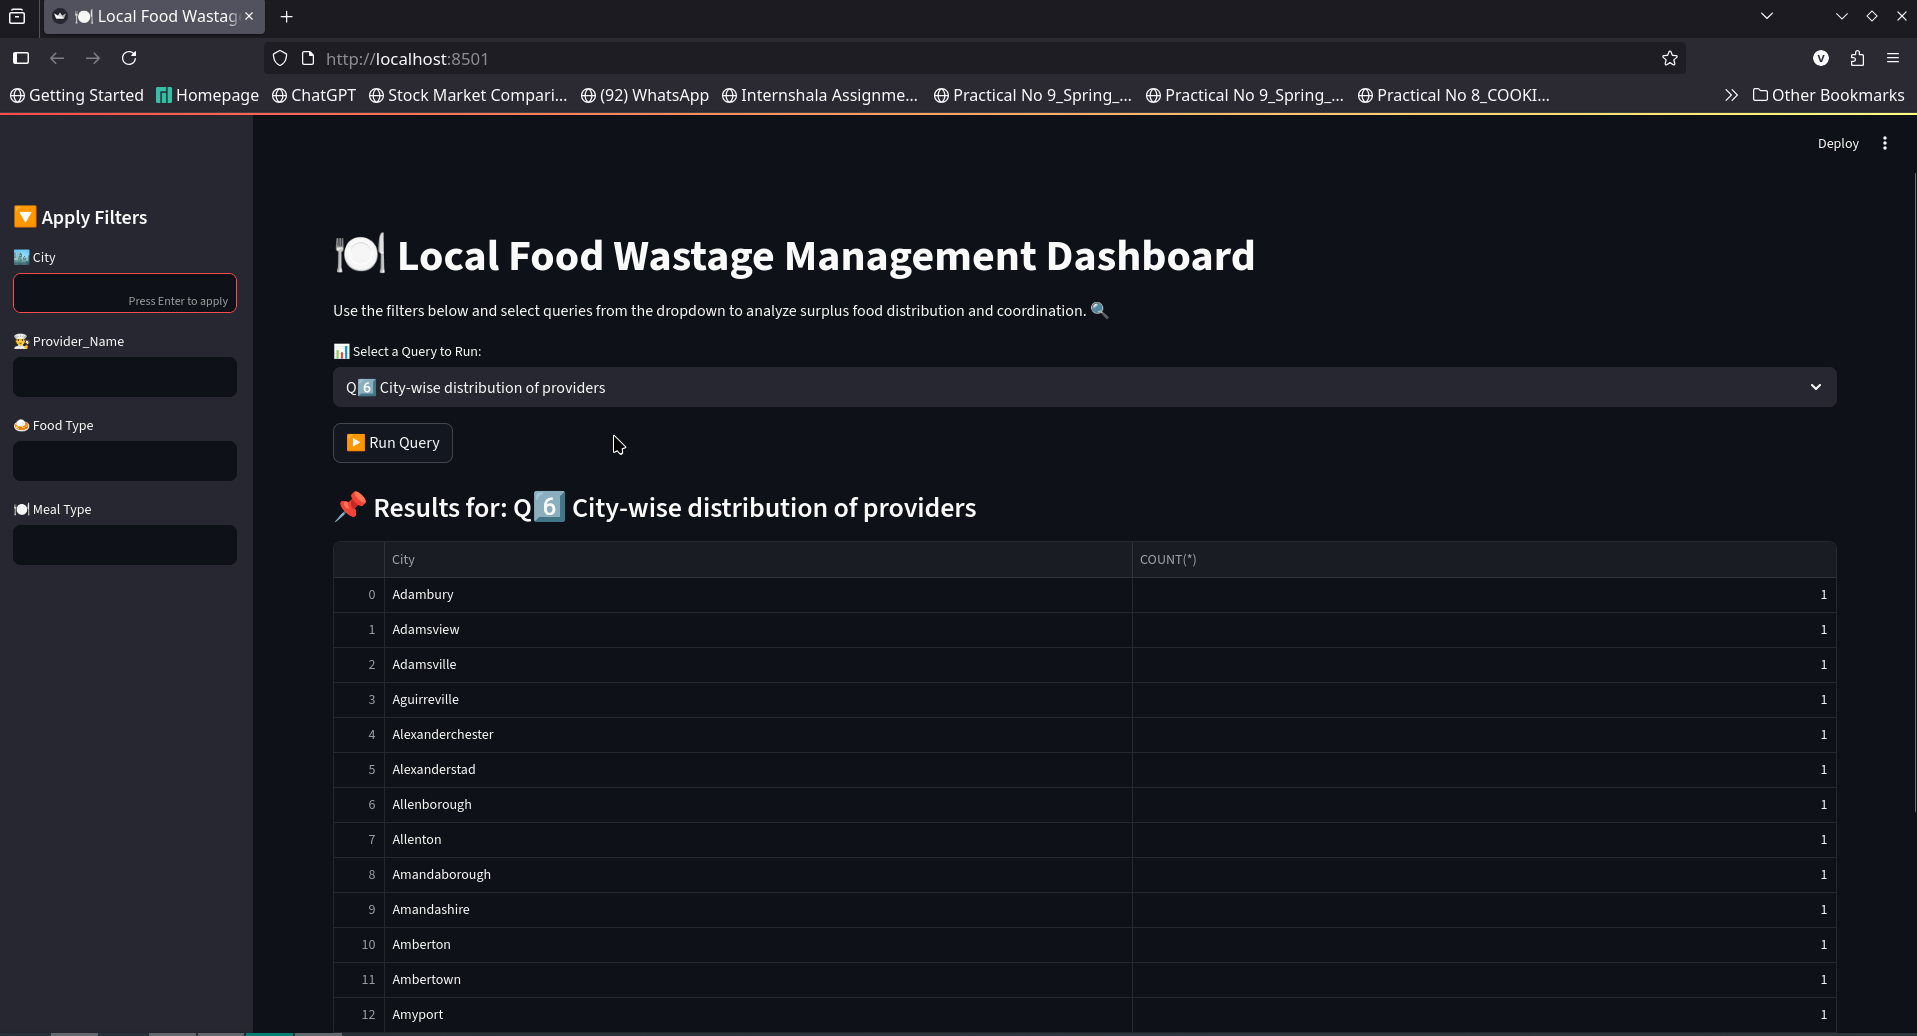 🍽️ Local Food Wastag
http://localhost:8501
V
Getting Started
Homepage
ChatGPT
Stock Market Compari...
(92) WhatsApp
Internshala Assignme...
Practical No 9_Spring_...
Practical No 9_Spring_...
Practical No 8_COOKI...
Other Bookmarks
Deploy
🔽 Apply Filters
🏙️ City
Press Enter to apply
🧑‍🍳 Provider_Name
🍛 Food Type
🍽️ Meal Type
🍽️ Local Food Wastage Management Dashboard
Use the filters below and select queries from the dropdown to analyze surplus food distribution and coordination. 🔍
📊 Select a Query to Run:
Q6️⃣ City-wise distribution of providers
▶️ Run Query
📌 Results for: Q6️⃣ City-wise distribution of providers
City COUNT(*)
0 Adambury 1
1 Adamsview 1
2 Adamsville 1
3 Aguirreville 1
4 Alexanderchester 1
5 Alexanderstad 1
6 Allenborough 1
7 Allenton 1
8 Amandaborough 1
9 Amandashire 1
10 Amberton 1
11 Ambertown 1
12 Amyport 1